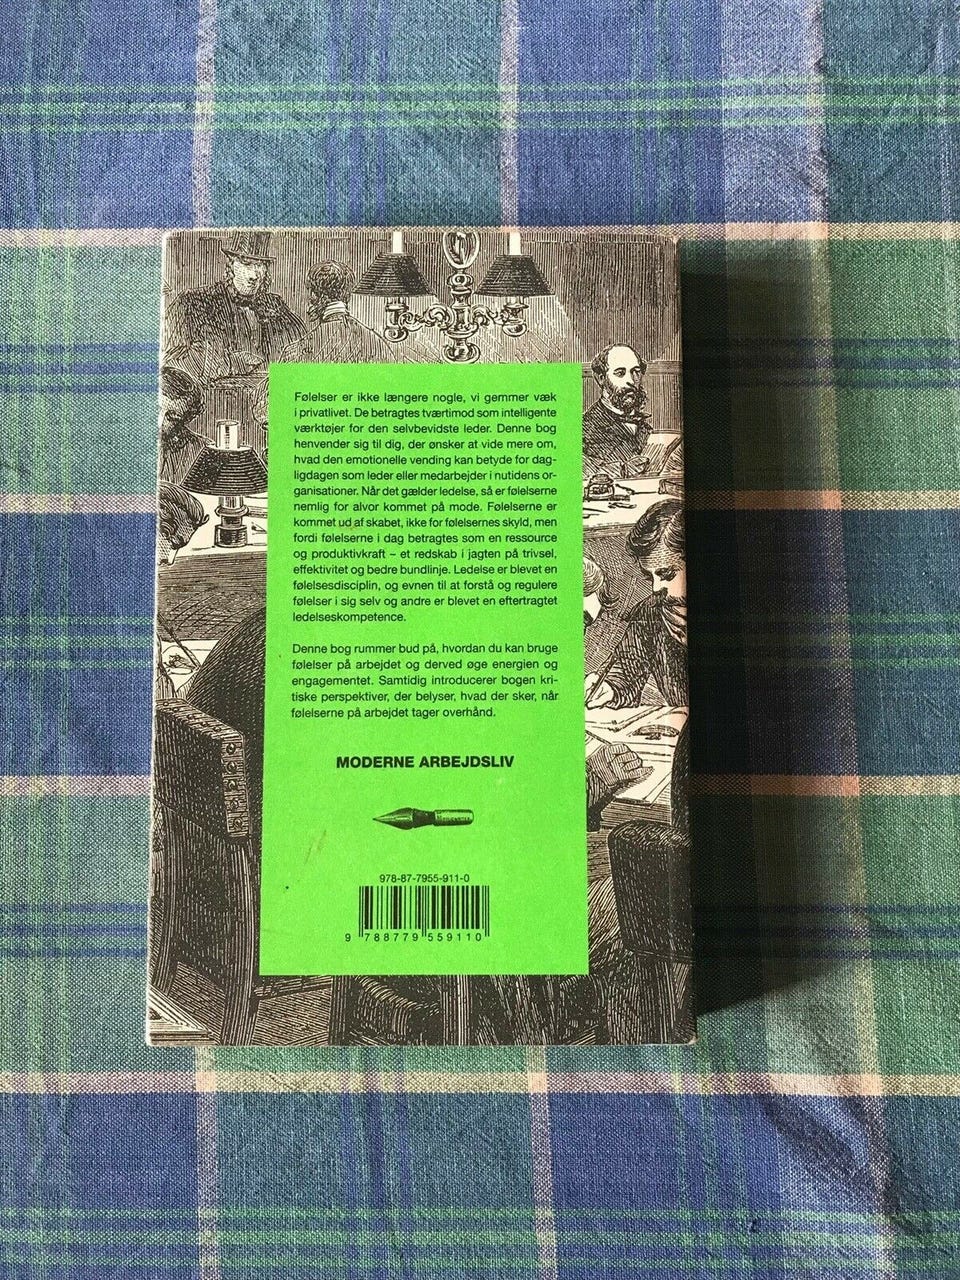 Følelser er ikke længere nogle, vi gemmer væk
i privatlivet. De betragtes tværtimod som intelligente
værktøjer for den selvbevidste leder. Denne bog
henvender sig til dig, der ønsker at vide mere om,
hvad den emotionelle vending kan betyde for dag-
ligdagen som leder eller medarbejder i nutidens or-
ganisationer. Når det gælder ledelse, så er følelserne
nemlig for alvor kommet på mode. Følelserne er
kommet ud af skabet, ikke for følelsernes skyld, men
fordi følelserne i dag betragtes som en ressource
og produktivkraft – et redskab i jagten på trivsel,
effektivitet og bedre bundlinje. Ledelse er blevet en
følelsesdisciplin, og evnen til at forstå og regulere
følelser i sig selv og andre er blevet en eftertragtet
ledelseskompetence.
Denne bog rummer bud på, hvordan du kan bruge
følelser på arbejdet og derved øge energien og
engagementet. Samtidig introducerer bogen kri-
tiske perspektiver, der belyser, hvad der sker, når
følelserne på arbejdet tager overhånd.
MODERNE ARBEJDSLIV
978-87-7955-911-0
9 788779 559110